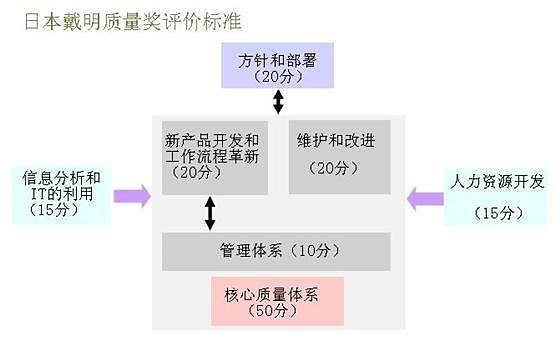 日本戴明质量奖评价标准
方针和部署
(20分)
新产品开发和
工作流程革新
(20分)
维护和改进
(20分)
信息分析和
IT的利用
(15分)
人力资源开发
(15分)
管理体系(10分)
核心质量体系
(50分)